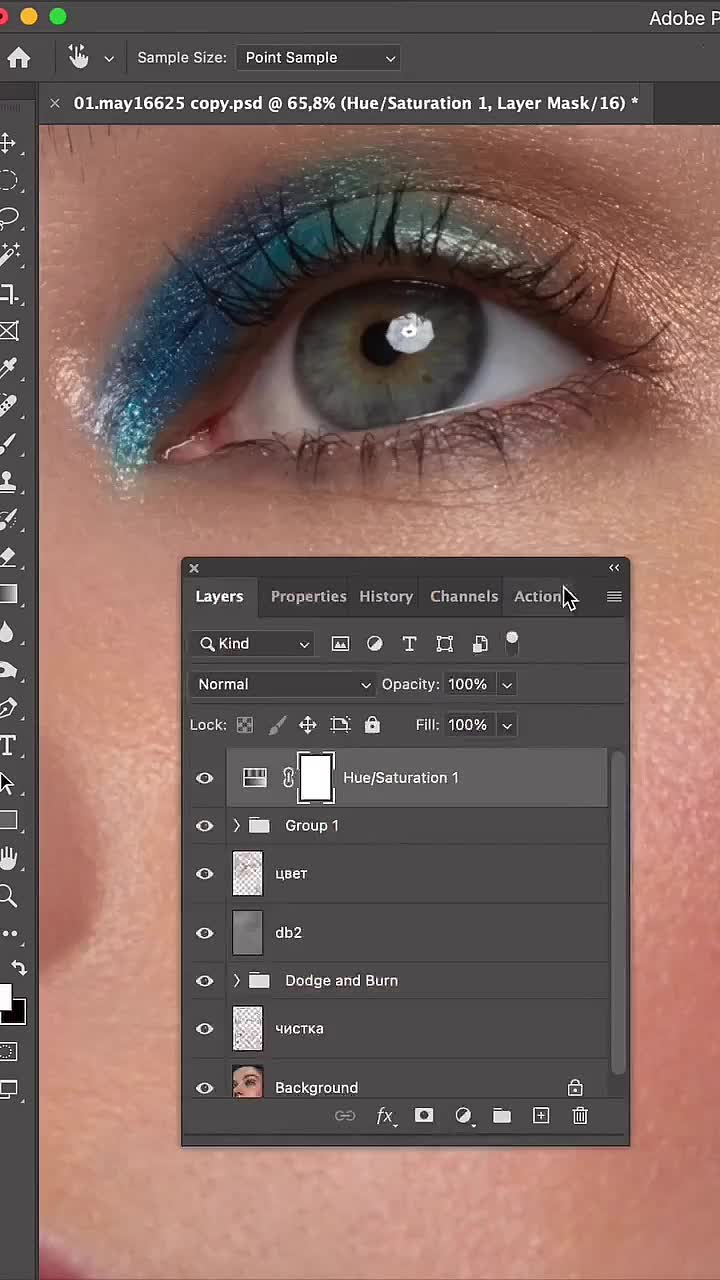 Adobe P
Sample Size: Point Sample
01.may16625 copy.psd @ 65,8% (Hue/Saturation 1, Layer Mask/16) *
Layers Properties History Channels Action
Kind
Normal Opacity: 100%
Lock: Fill: 100%
Hue/Saturation 1
Group 1
цвет
db2
Dodge and Burn
чистка
Background
fx